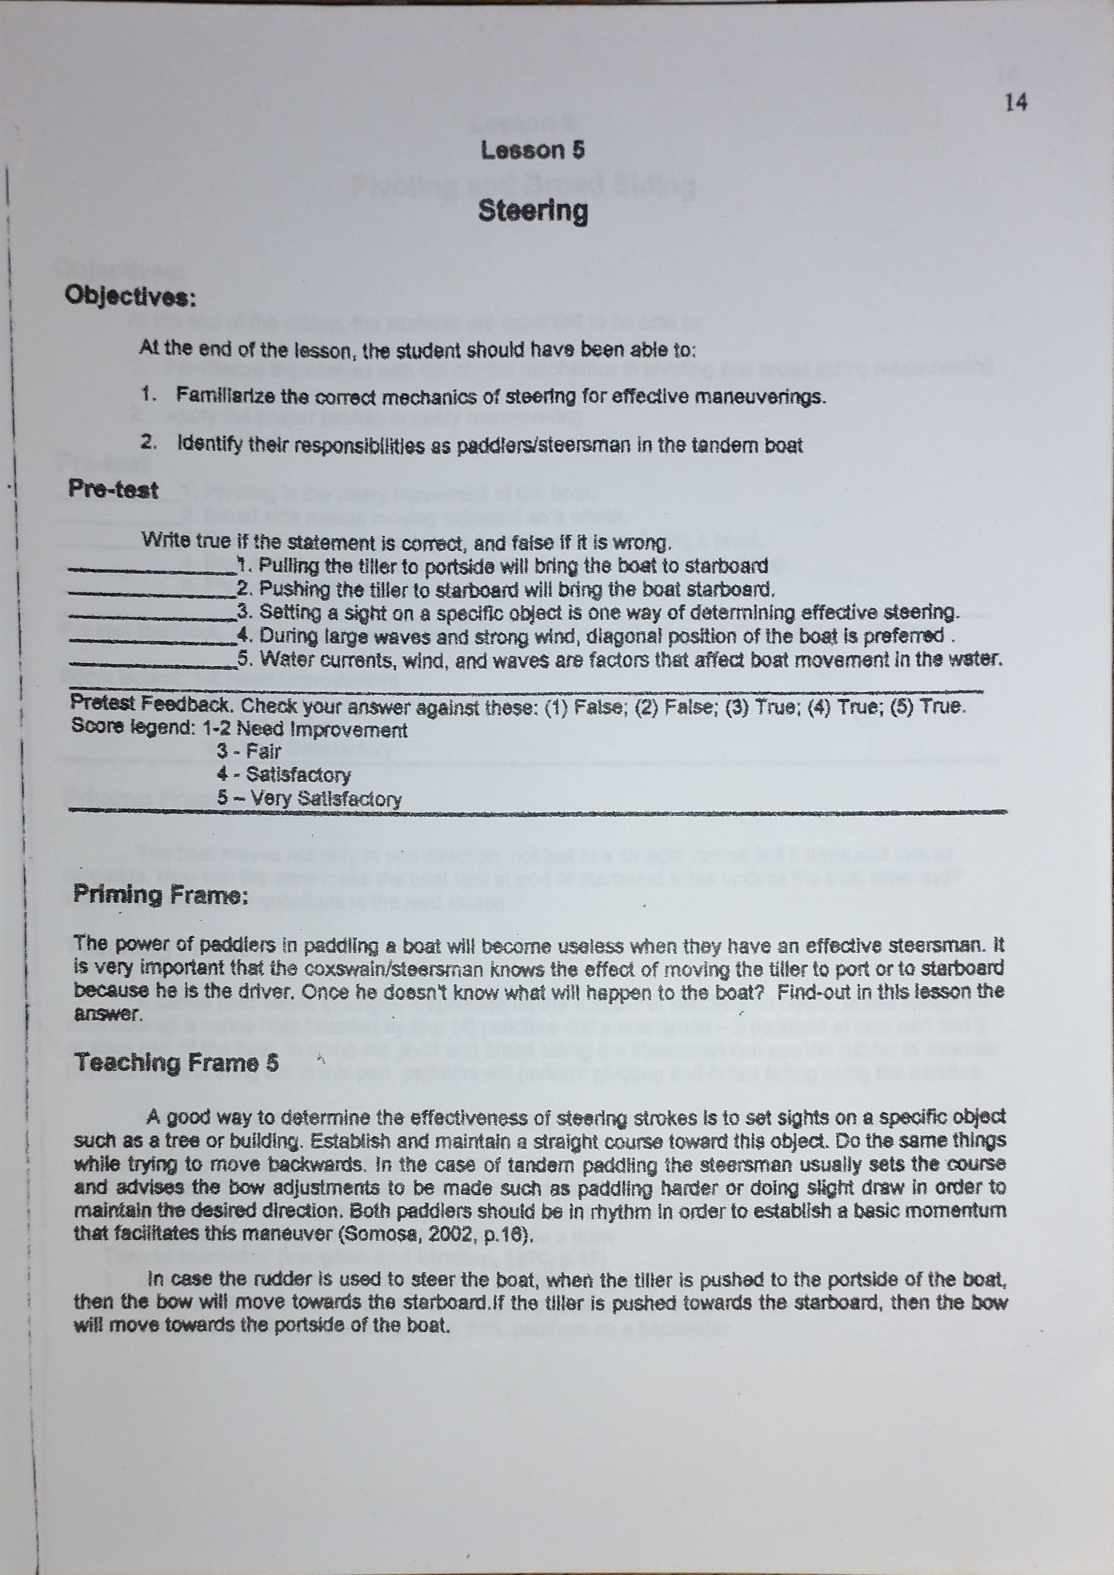 14
Lesson 5
Steering
Objectives:
At the end of the lesson, the student should have been able to:
1. Familiarize the correct mechanics of steering for effective maneuverings.
2. Identify their responsibilities as paddlers/steersman in the tandem boat
Pre-test
Write true if the statement is correct, and false if it is wrong.
_______________1. Pulling the tiller to portside will bring the boat to starboard
_______________2. Pushing the tiller to starboard will bring the boat starboard.
_______________3. Setting a sight on a specific object is one way of determining effective steering.
_______________4. During large waves and strong wind, diagonal position of the boat is preferred .
_______________5. Water currents, wind, and waves are factors that affect boat movement in the water.
Pretest Feedback. Check your answer against these: (1) False; (2) False; (3) True; (4) True; (5) True.
Score legend: 1-2 Need Improvement
3 - Fair
4 - Satisfactory
5 – Very Satisfactory
Priming Frame:
The power of paddlers in paddling a boat will become useless when they have an effective steersman. It
is very important that the coxswain/steersman knows the effect of moving the tiller to port or to starboard
because he is the driver. Once he doesn't know what will happen to the boat? Find-out in this lesson the
answer.
Teaching Frame 5
A good way to determine the effectiveness of steering strokes is to set sights on a specific object
such as a tree or building. Establish and maintain a straight course toward this object. Do the same things
while trying to move backwards. In the case of tandem paddling the steersman usually sets the course
and advises the bow adjustments to be made such as paddling harder or doing slight draw in order to
maintain the desired direction. Both paddlers should be in rhythm in order to establish a basic momentum
that facilitates this maneuver (Somosa, 2002, p.16).
In case the rudder is used to steer the boat, when the tiller is pushed to the portside of the boat,
then the bow will move towards the starboard.If the tiller is pushed towards the starboard, then the bow
will move towards the portside of the boat.